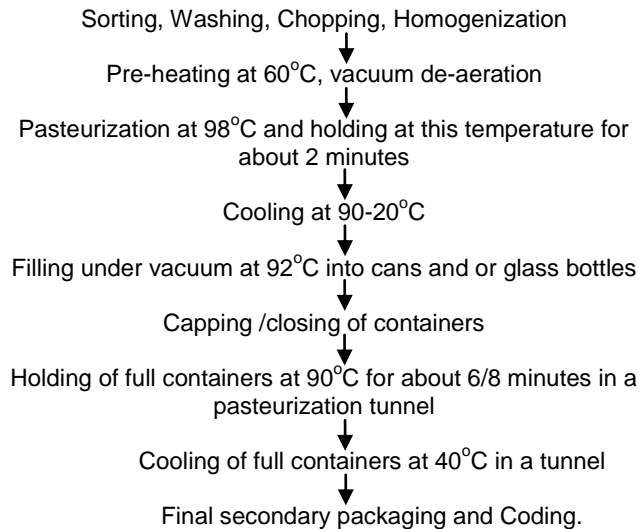 Sorting, Washing, Chopping, Homogenization
Pre-heating at 60°C, vacuum de-aeration
Pasteurization at 98°C and holding at this temperature for
about 2 minutes
Cooling at 90-20°C
Filling under vacuum at 92°C into cans and or glass bottles
Capping /closing of containers
Holding of full containers at 90°C for about 6/8 minutes in a
pasteurization tunnel
Cooling of full containers at 40°C in a tunnel
Final secondary packaging and Coding.